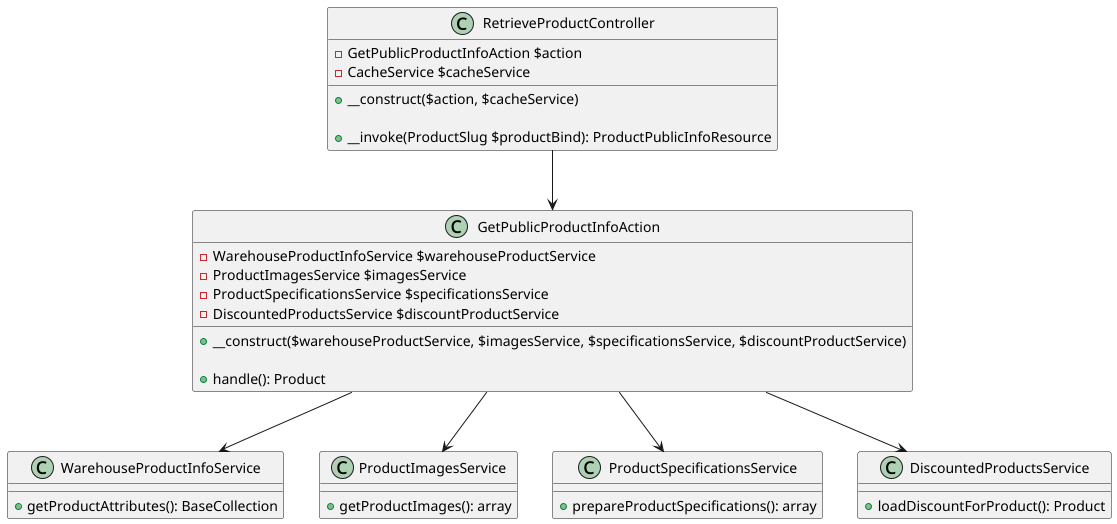 C RetrieveProductController
GetPublicProductInfoAction $action
CacheService $cacheService
__construct($action, $cacheService)
__invoke(ProductSlug $productBind): ProductPublicInfoResource
C GetPublicProductInfoAction
WarehouseProductInfoService $warehouseProductService
ProductImagesService $imagesService
ProductSpecificationsService $specificationsService
DiscountedProductsService $discountProductService
__construct($warehouseProductService, $imagesService, $specificationsService, $discountProductService)
handle(): Product
C WarehouseProductInfoService
getProductAttributes(): BaseCollection
C ProductImagesService
getProductImages(): array
C ProductSpecificationsService
prepareProductSpecifications(): array
C DiscountedProductsService
loadDiscountForProduct(): Product